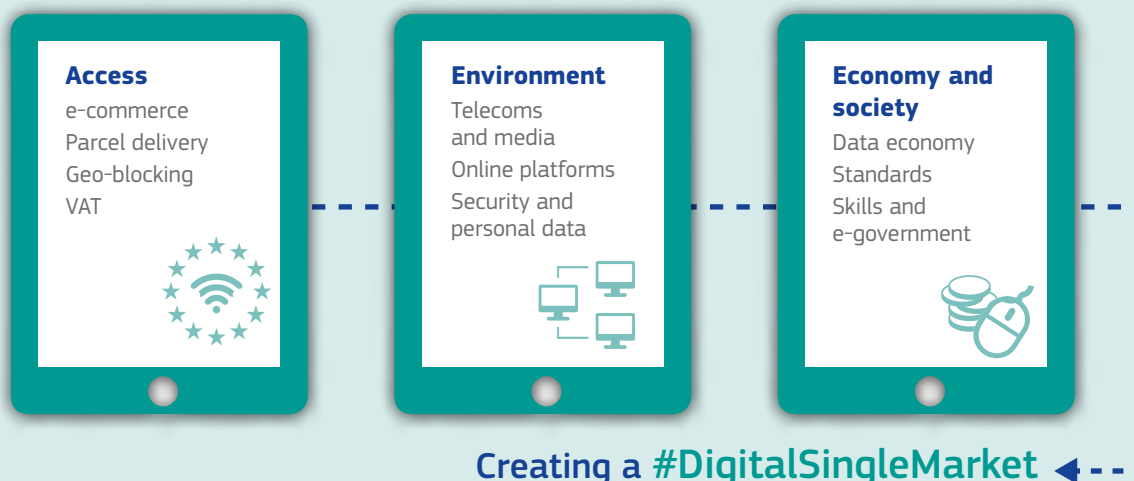 Access
e-commerce
Parcel delivery
Geo-blocking
VAT
Environment
Telecoms
and media
Online platforms
Security and
personal data
Economy and
society
Data economy
Standards
Skills and
e-government
Creating a #DigitalSingleMarket